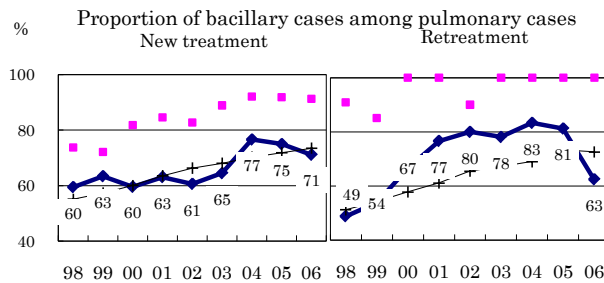 Proportion of bacillary cases among pulmonary cases
% New treatment Retreatment
100
80
60
40
60 63 60 63 61 65 77 75 71
49 54 67 77 80 78 83 81 63
98 99 00 01 02 03 04 05 06 98 99 00 01 02 03 04 05 06